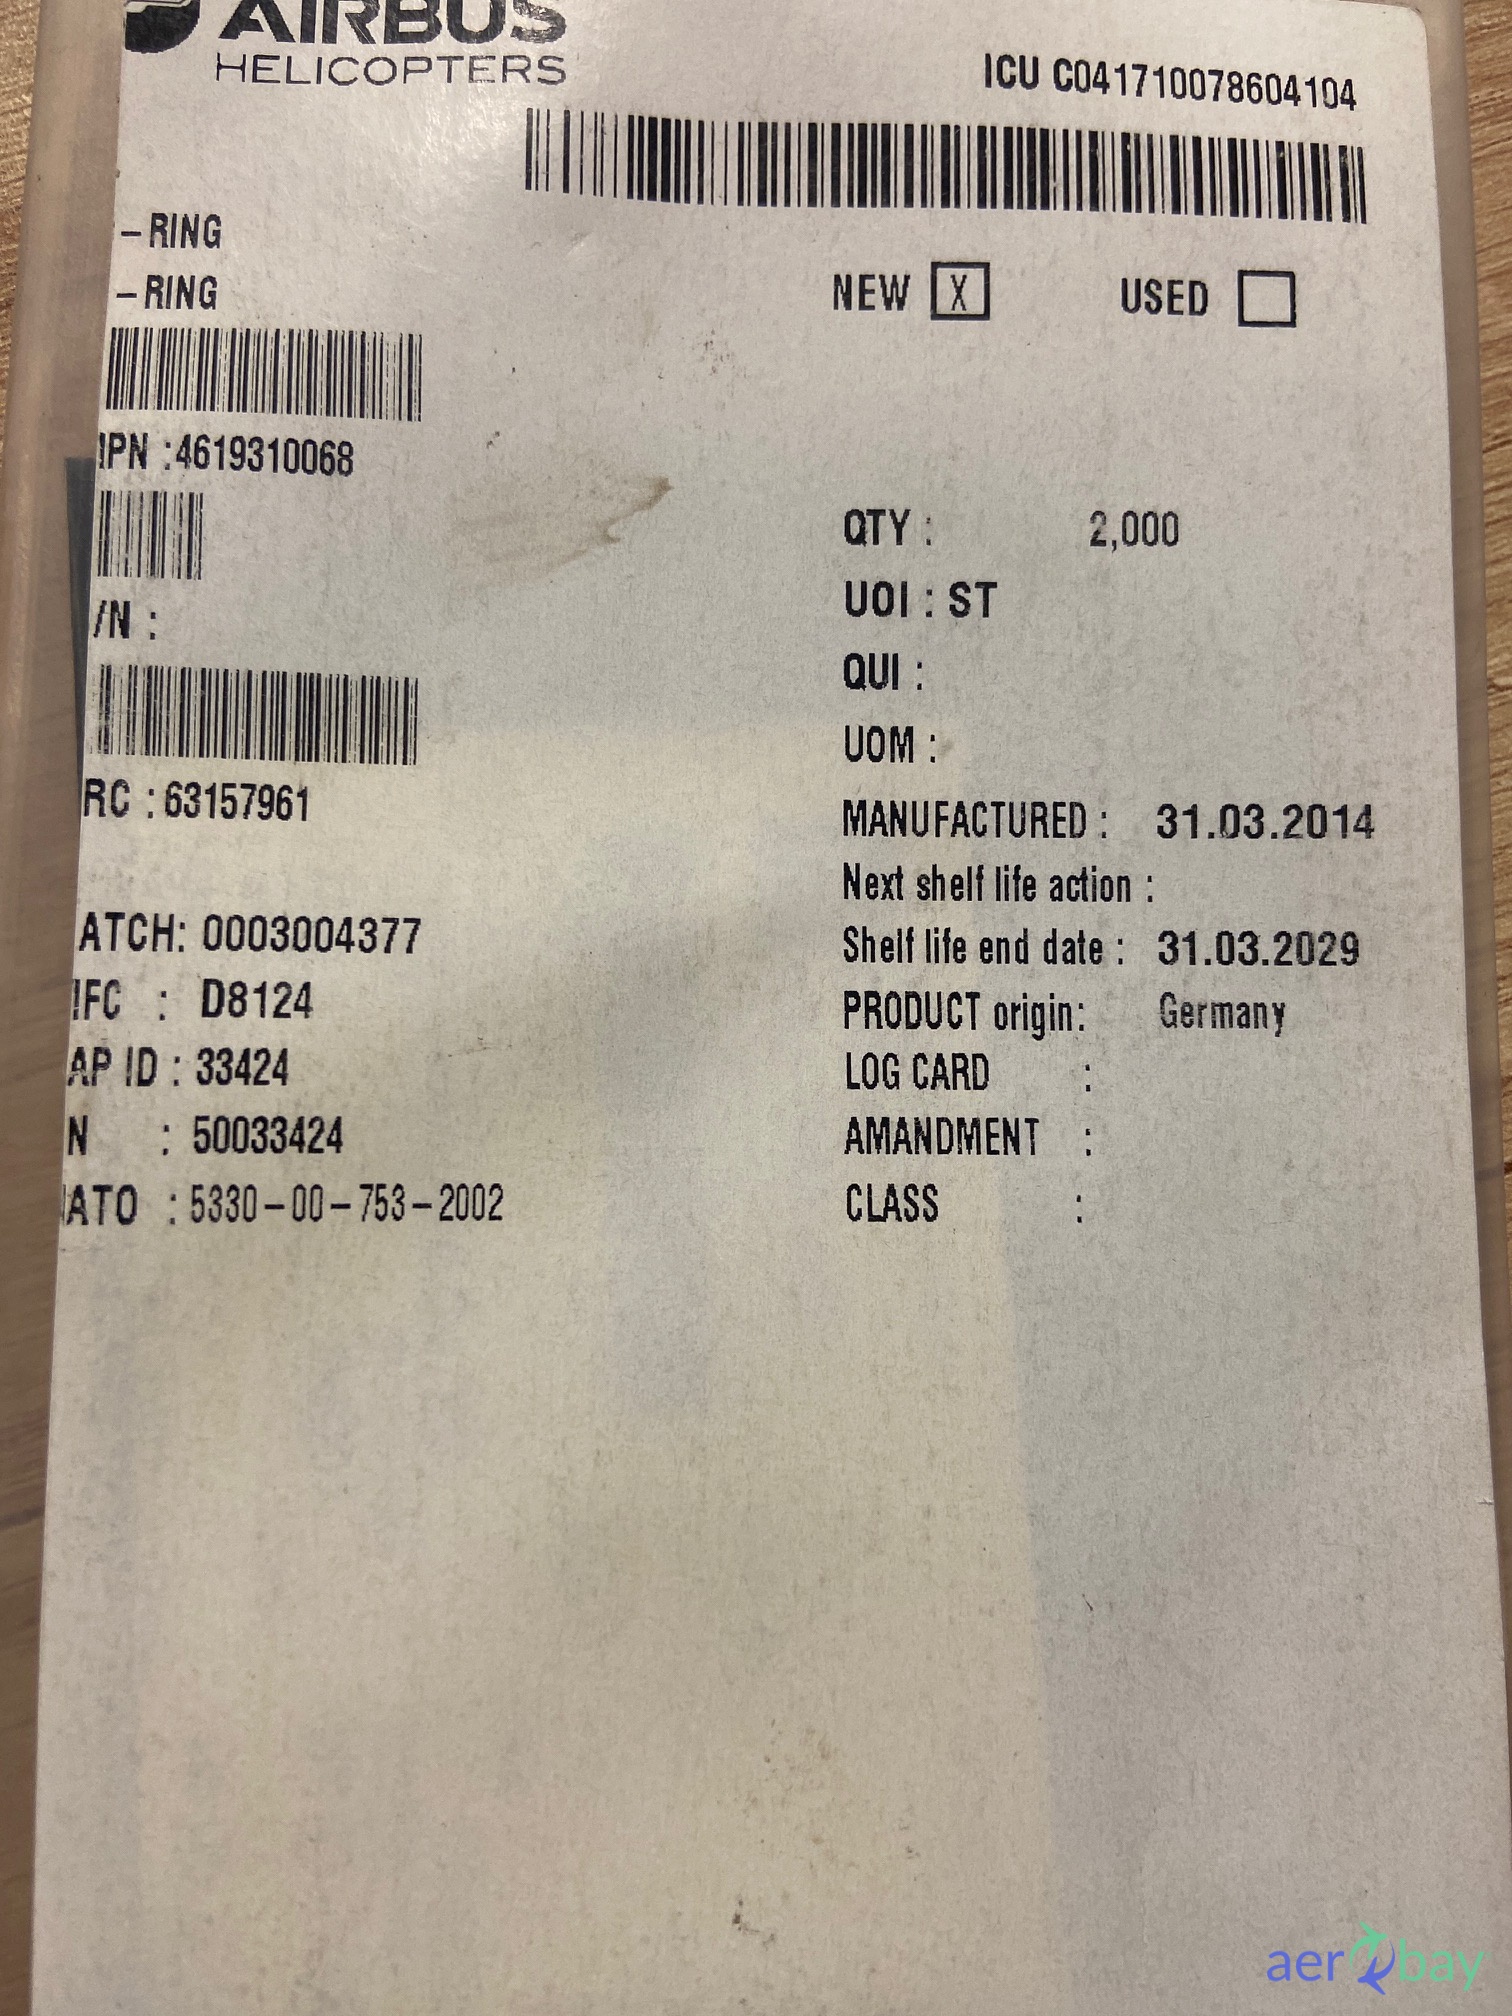 AIRBUS
HELICOPTERS
ICU C041710078604104
-RING
-RING
NEW X USED
IPN :4619310068
QTY : 2,000
UOI : ST
/N :
QUI :
UOM :
RC :63157961
MANUFACTURED : 31.03.2014
Next shelf life action :
ATCH: 0003004377
Shelf life end date : 31.03.2029
IFC : D8124
PRODUCT origin: Germany
AP ID : 33424
LOG CARD :
N : 50033424
AMANDMENT :
ATO : 5330-00-753-2002
CLASS :
aerobay